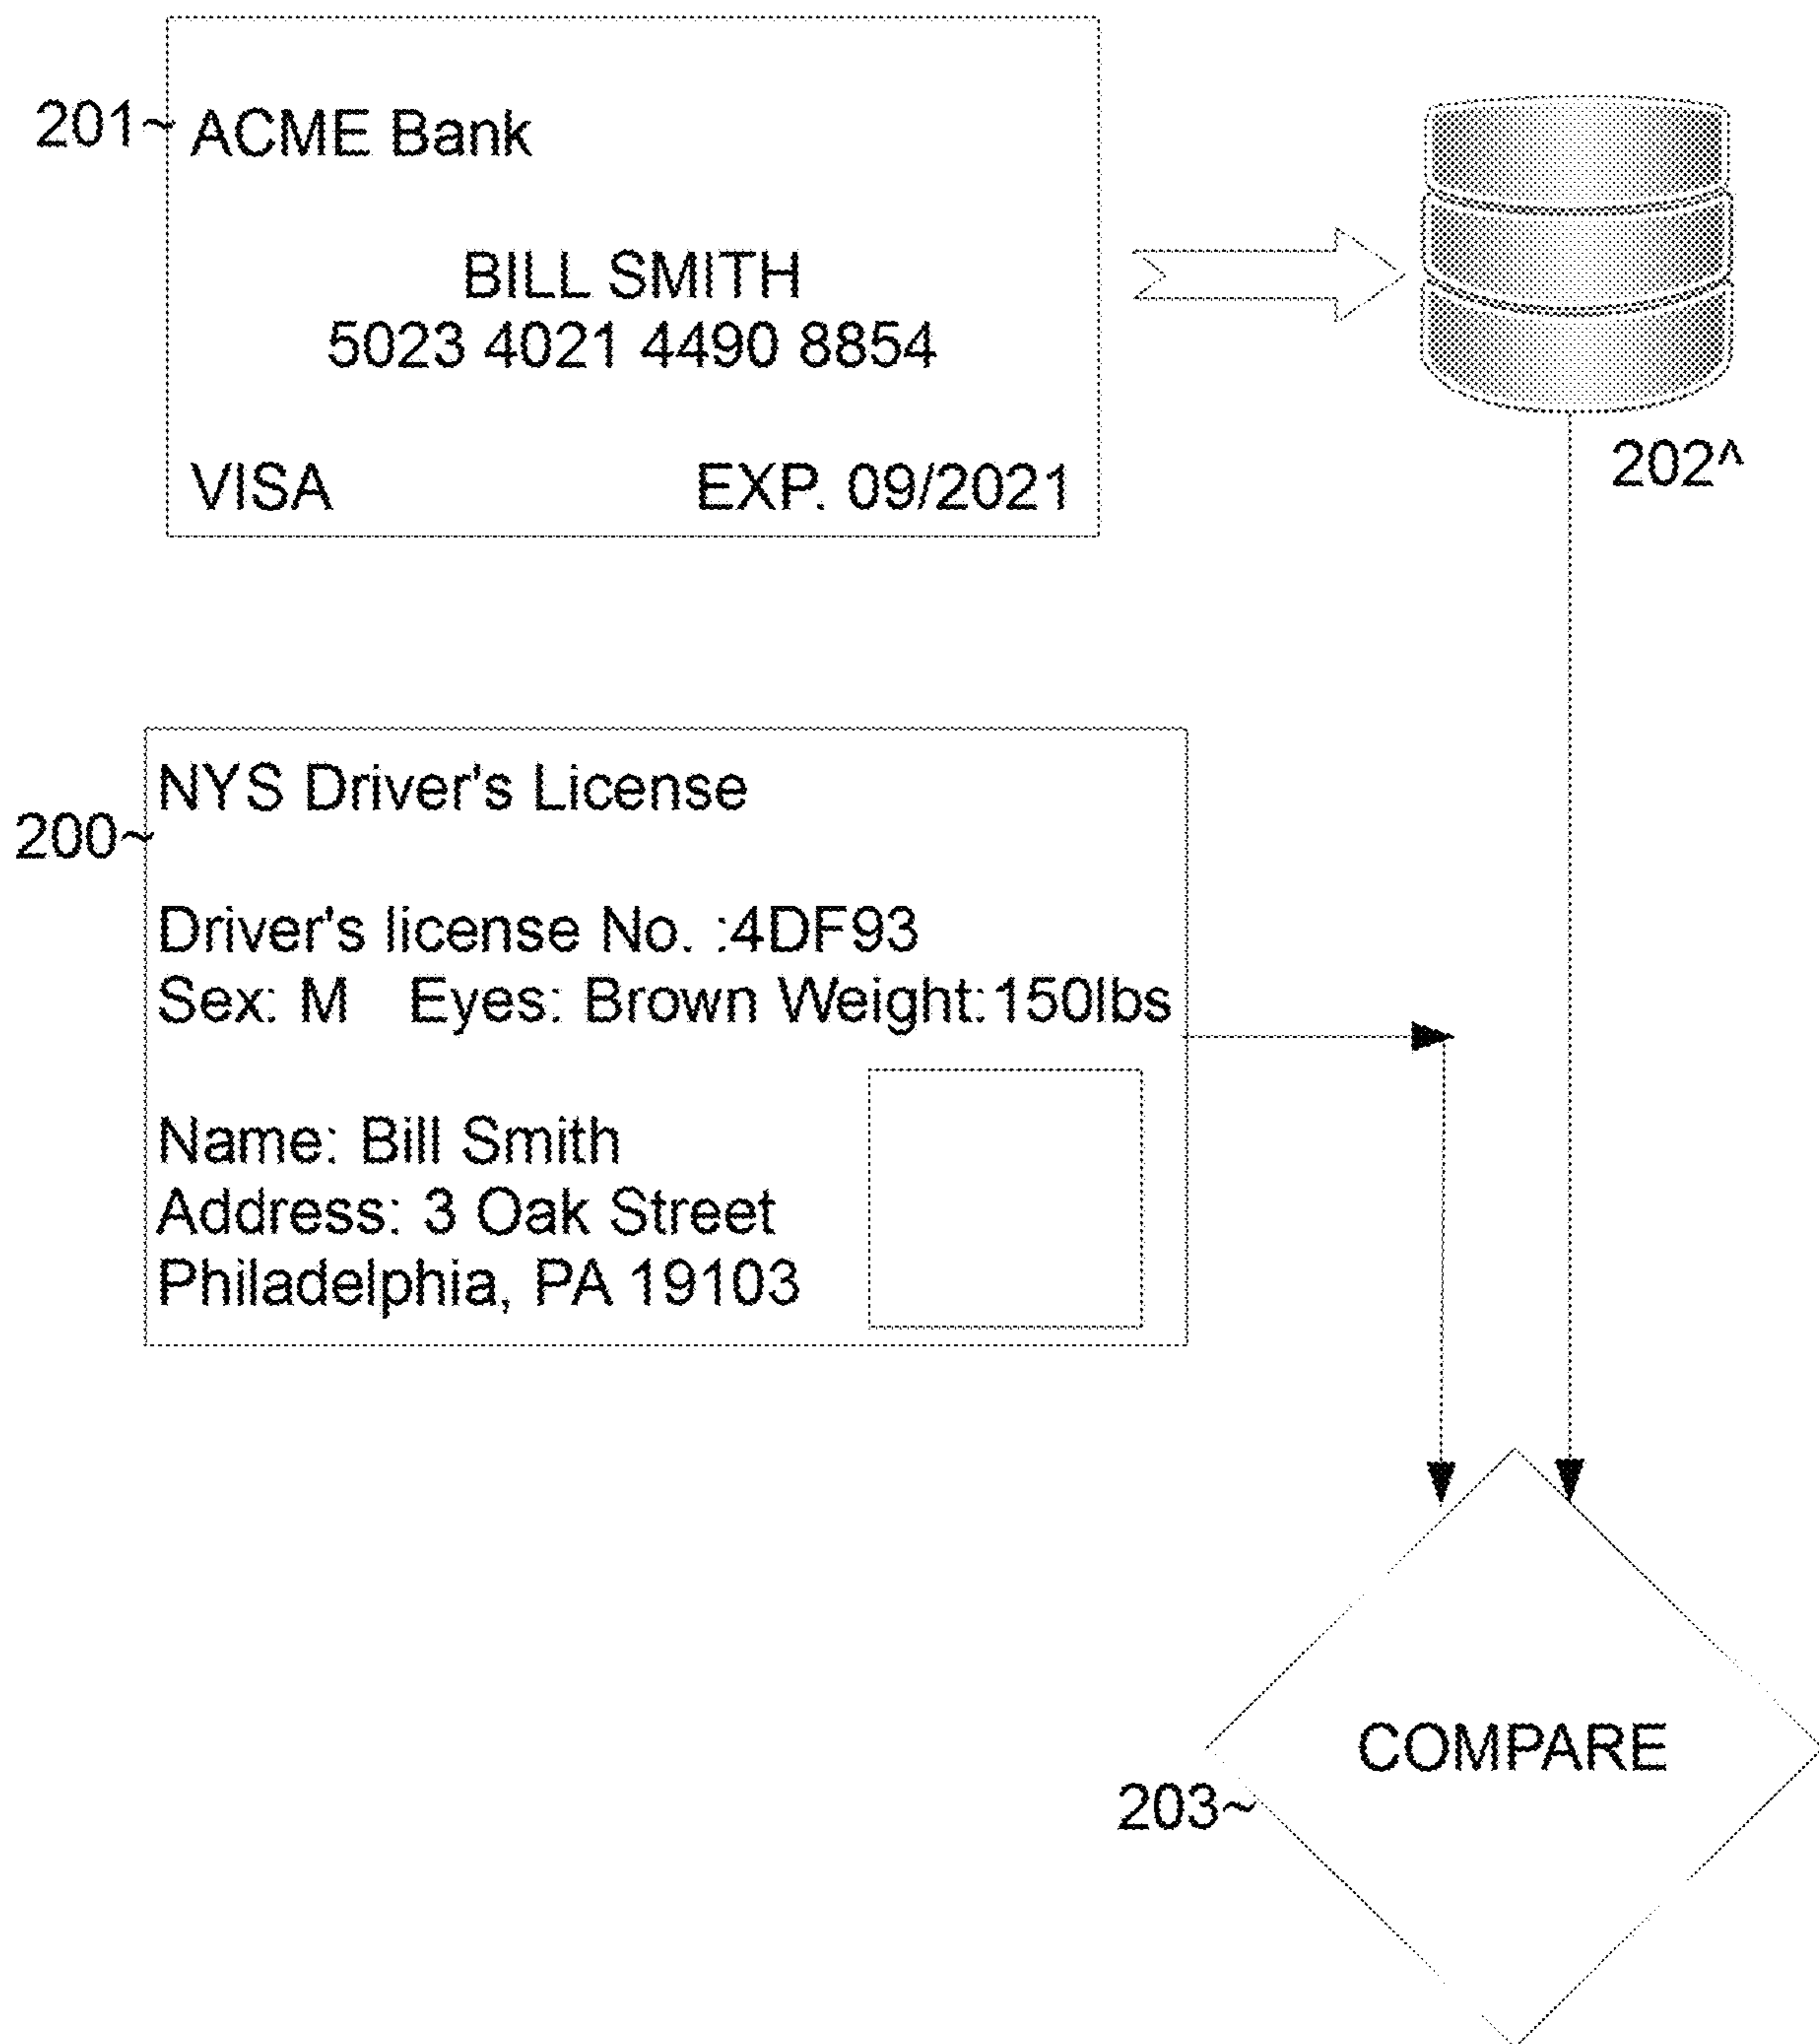 201~ ACME Bank
BILL SMITH
5023 4021 4490 8854
VISA EXP. 09/2021
202^
NYS Driver's License
200~
Driver's license No. :4DF93
Sex: M Eyes: Brown Weight:150lbs
Name: Bill Smith
Address: 3 Oak Street
Philadelphia, PA 19103
COMPARE
203~